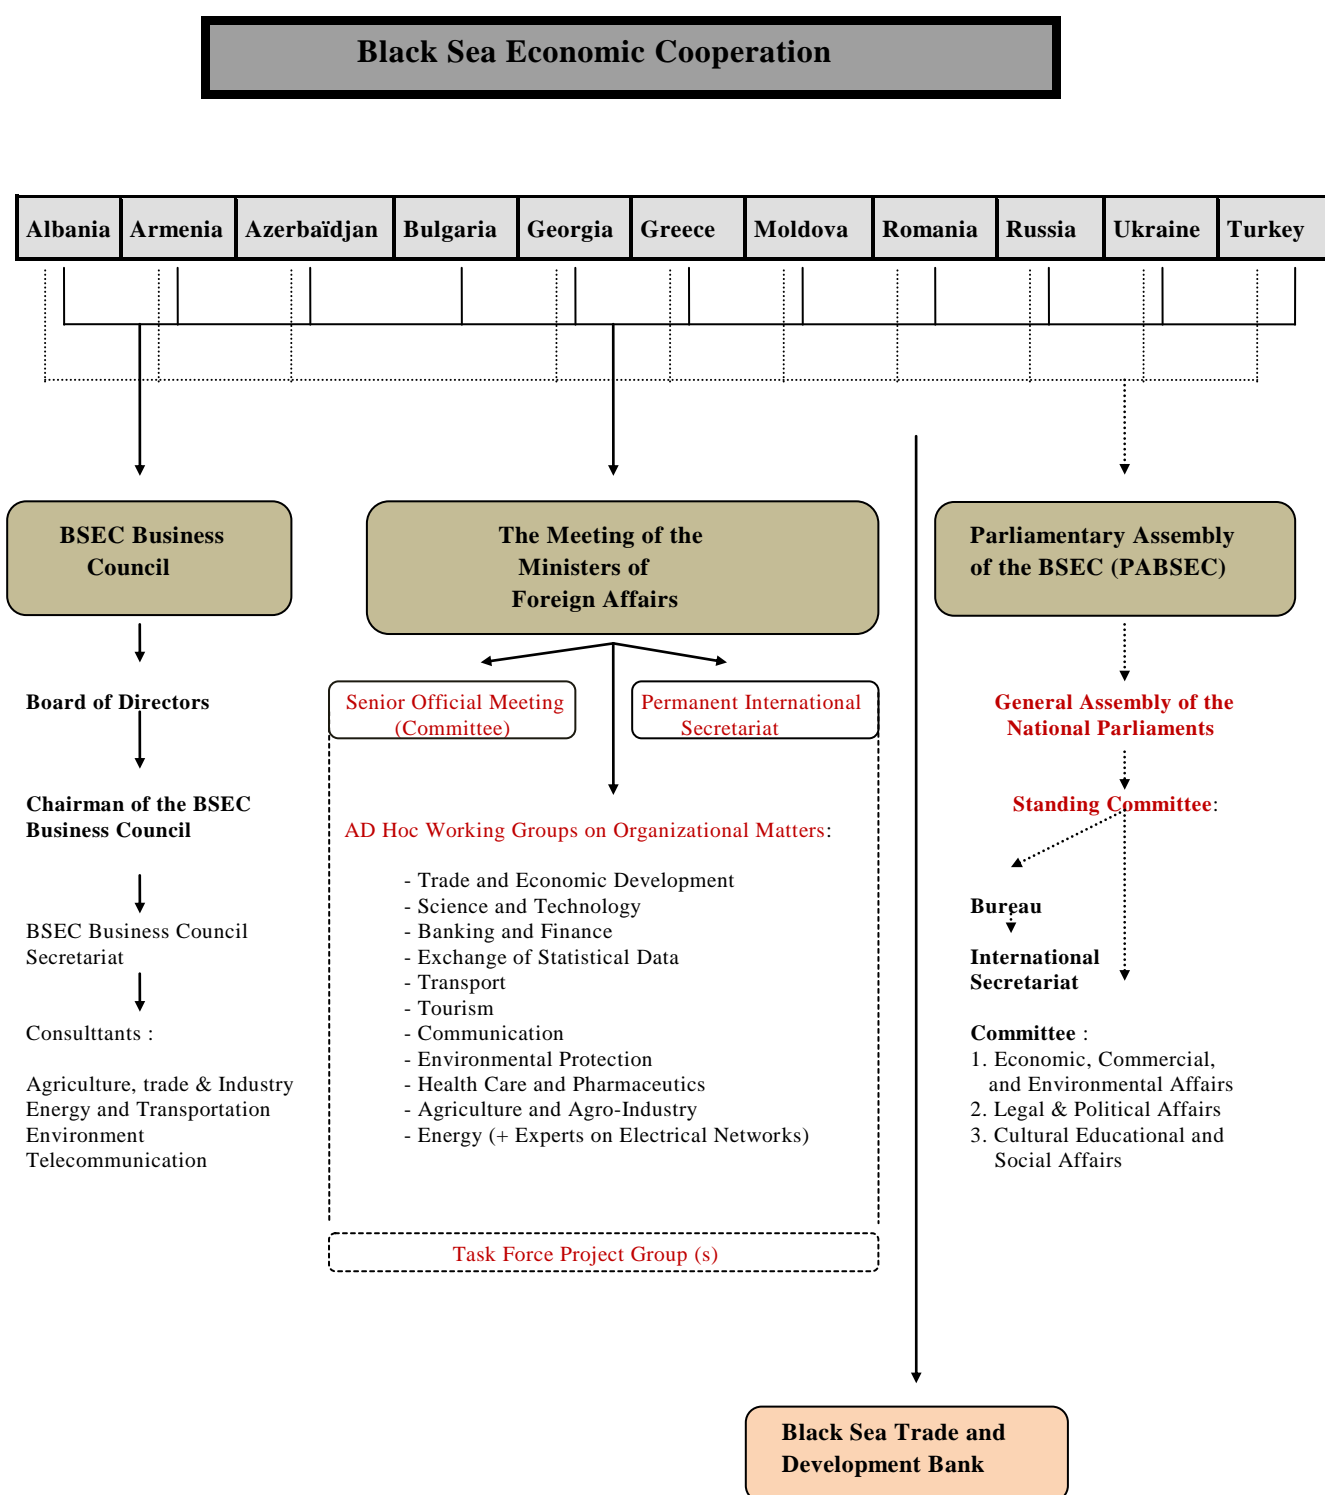 Black Sea Economic Cooperation
Albania Armenia Azerbaïdjan Bulgaria Georgia Greece Moldova Romania Russia Ukraine Turkey
BSEC Business
Council
The Meeting of the
Ministers of
Foreign Affairs
Parliamentary Assembly
of the BSEC (PABSEC)
Board of Directors
Chairman of the BSEC
Business Council
BSEC Business Council
Secretariat
Consulttants :
Agriculture, trade & Industry
Energy and Transportation
Environment
Telecommunication
Senior Official Meeting
(Committee)
Permanent International
Secretariat
AD Hoc Working Groups on Organizational Matters:
- Trade and Economic Development
- Science and Technology
- Banking and Finance
- Exchange of Statistical Data
- Transport
- Tourism
- Communication
- Environmental Protection
- Health Care and Pharmaceutics
- Agriculture and Agro-Industry
- Energy (+ Experts on Electrical Networks)
Task Force Project Group (s)
General Assembly of the
National Parliaments
Standing Committee:
Bureau
International
Secretariat
Committee :
1. Economic, Commercial,
and Environmental Affairs
2. Legal & Political Affairs
3. Cultural Educational and
Social Affairs
Black Sea Trade and
Development Bank